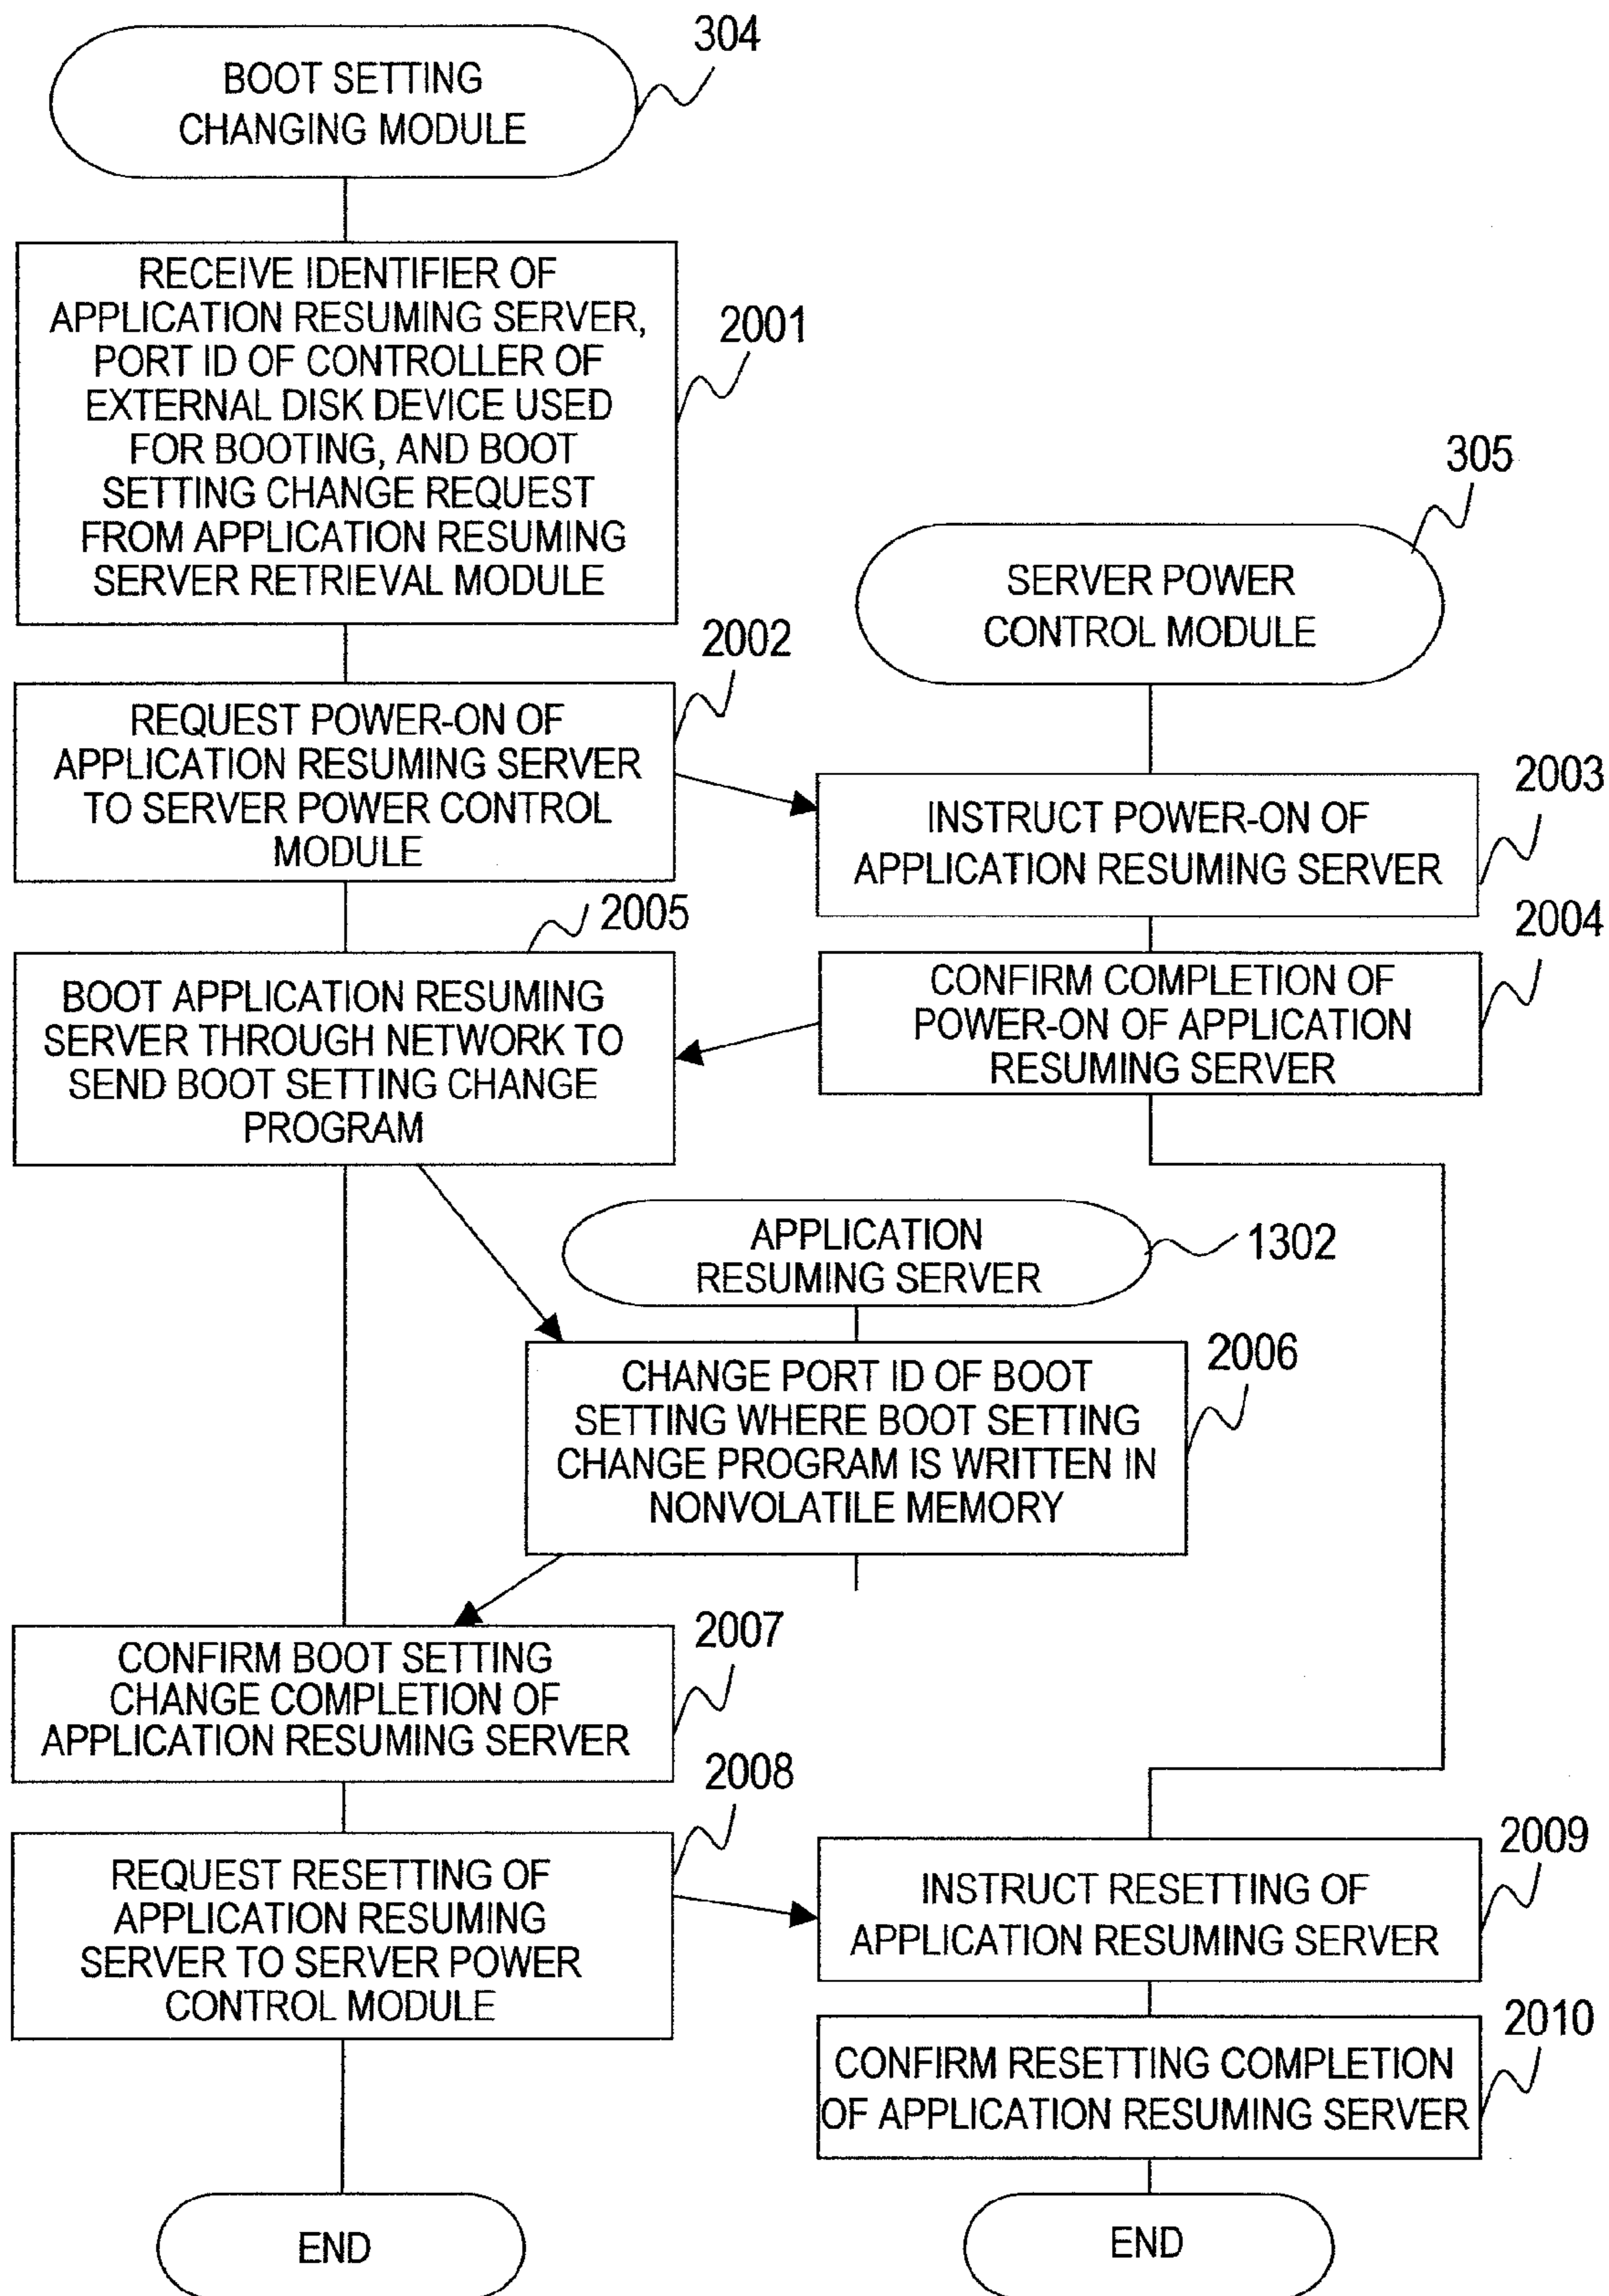 304
BOOT SETTING
CHANGING MODULE
RECEIVE IDENTIFIER OF
APPLICATION RESUMING SERVER,
PORT ID OF CONTROLLER OF
EXTERNAL DISK DEVICE USED
FOR BOOTING, AND BOOT
SETTING CHANGE REQUEST
FROM APPLICATION RESUMING
SERVER RETRIEVAL MODULE
2001
305
SERVER POWER
CONTROL MODULE
2002
REQUEST POWER-ON OF
APPLICATION RESUMING SERVER
TO SERVER POWER CONTROL
MODULE
2003
INSTRUCT POWER-ON OF
APPLICATION RESUMING SERVER
2004
CONFIRM COMPLETION OF
POWER-ON OF APPLICATION
RESUMING SERVER
2005
BOOT APPLICATION RESUMING
SERVER THROUGH NETWORK TO
SEND BOOT SETTING CHANGE
PROGRAM
APPLICATION
RESUMING SERVER
1302
CHANGE PORT ID OF BOOT
SETTING WHERE BOOT SETTING
CHANGE PROGRAM IS WRITTEN IN
NONVOLATILE MEMORY
2006
2007
CONFIRM BOOT SETTING
CHANGE COMPLETION OF
APPLICATION RESUMING SERVER
2008
REQUEST RESETTING OF
APPLICATION RESUMING
SERVER TO SERVER POWER
CONTROL MODULE
2009
INSTRUCT RESETTING OF
APPLICATION RESUMING SERVER
2010
CONFIRM RESETTING COMPLETION
OF APPLICATION RESUMING SERVER
END
END